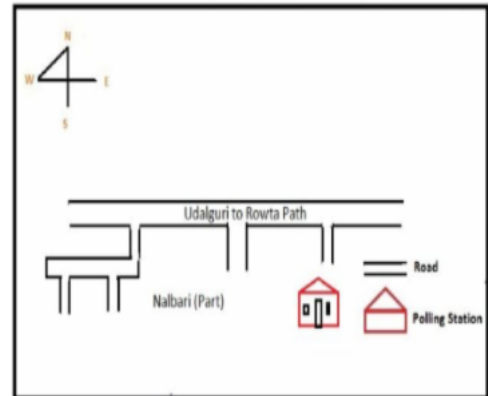 N
W E
S
Udalguri to Rowta Path
Road
Nalbari (Part)
Polling Station